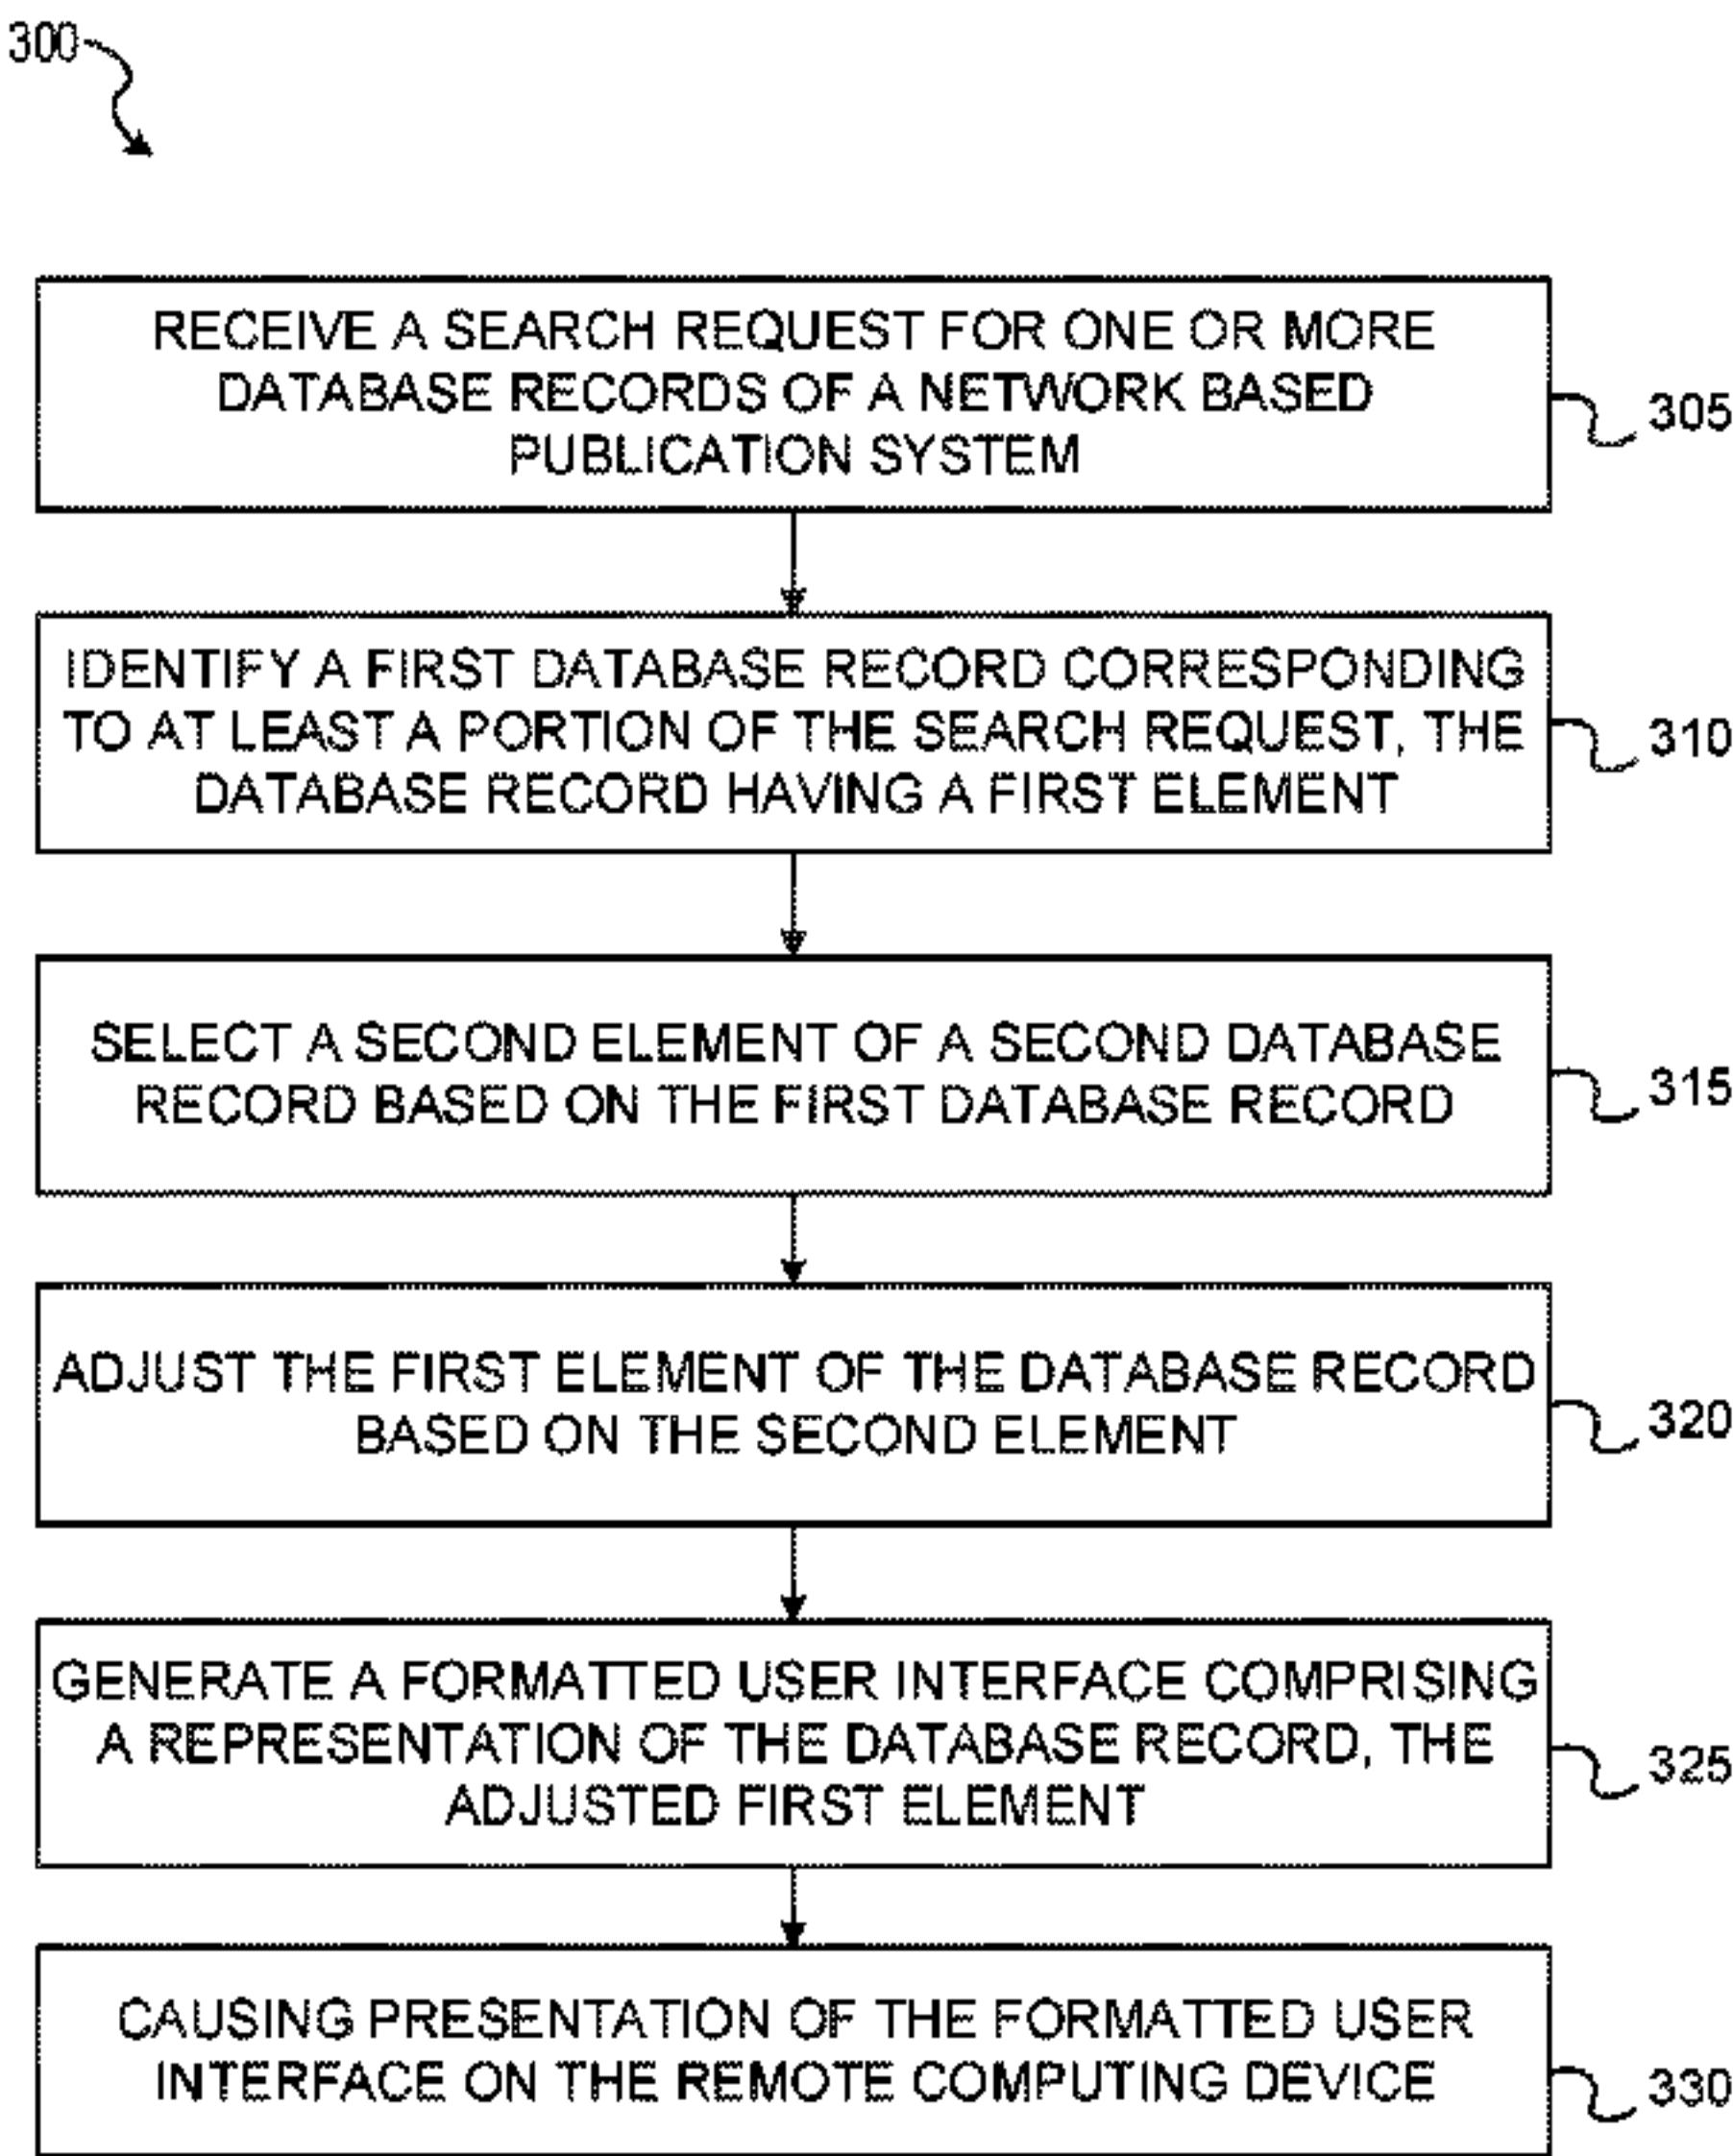 300
RECEIVE A SEARCH REQUEST FOR ONE OR MORE
DATABASE RECORDS OF A NETWORK BASED
PUBLICATION SYSTEM
305
IDENTIFY A FIRST DATABASE RECORD CORRESPONDING
TO AT LEAST A PORTION OF THE SEARCH REQUEST, THE
DATABASE RECORD HAVING A FIRST ELEMENT
310
SELECT A SECOND ELEMENT OF A SECOND DATABASE
RECORD BASED ON THE FIRST DATABASE RECORD
315
ADJUST THE FIRST ELEMENT OF THE DATABASE RECORD
BASED ON THE SECOND ELEMENT
320
GENERATE A FORMATTED USER INTERFACE COMPRISING
A REPRESENTATION OF THE DATABASE RECORD, THE
ADJUSTED FIRST ELEMENT
325
CAUSING PRESENTATION OF THE FORMATTED USER
INTERFACE ON THE REMOTE COMPUTING DEVICE
330